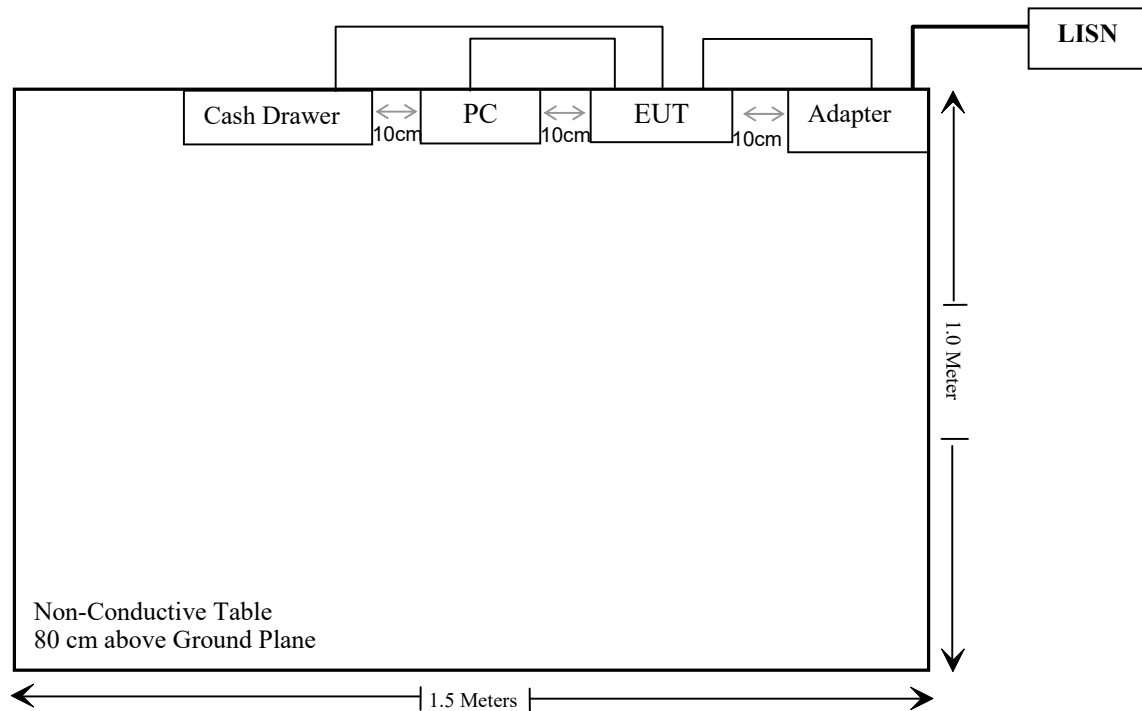 LISN
Cash Drawer
PC
EUT
Adapter
10cm
10cm
10cm
1.0 Meter
Non-Conductive Table
80 cm above Ground Plane
1.5 Meters